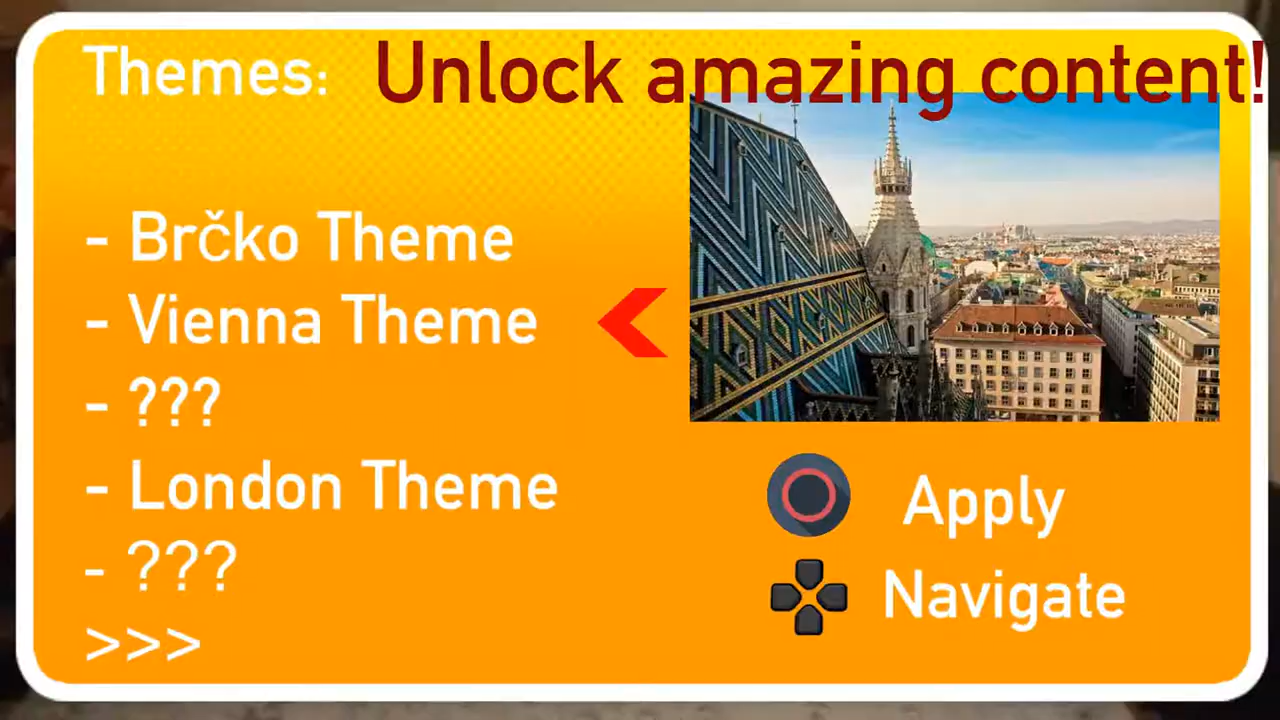 Themes:
Unlock amazing content!
- Brčko Theme
- Vienna Theme
- ???
- London Theme
- ???
>>>
Apply
Navigate